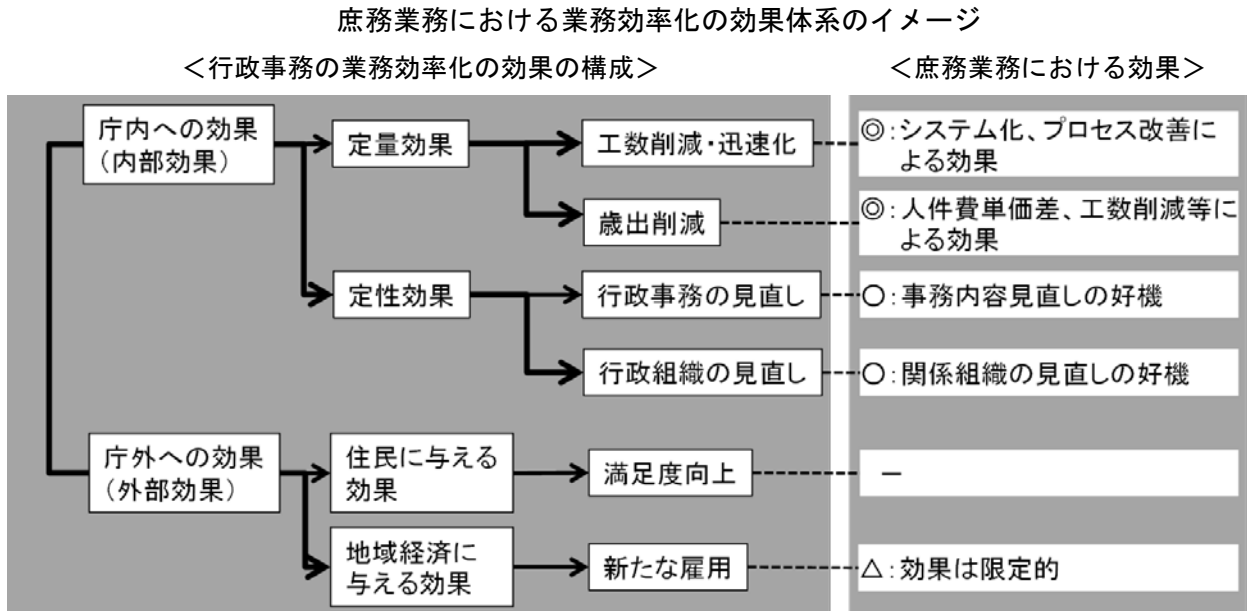 庶務業務における業務効率化の効果体系のイメージ
＜行政事務の業務効率化の効果の構成＞
＜庶務業務における効果＞
庁内への効果
（内部効果）
定量効果
工数削減・迅速化
◎：システム化、プロセス改善に
よる効果
歳出削減
◎：人件費単価差、工数削減等に
よる効果
定性効果
行政事務の見直し
○：事務内容見直しの好機
行政組織の見直し
○：関係組織の見直しの好機
庁外への効果
（外部効果）
住民に与える
効果
満足度向上
－
地域経済に
与える効果
新たな雇用
△：効果は限定的